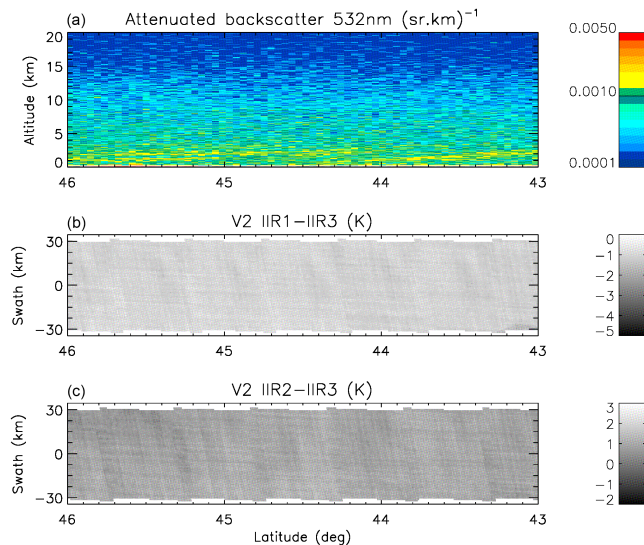 (a) Attenuated backscatter 532nm (sr.km)⁻¹
20
15
10
5
0
Altitude (km)
46 45 44 43
0.0050
0.0010
0.0001
(b) V2 IIR1−IIR3 (K)
30
0
−30
Swath (km)
46 45 44 43
0
−1
−2
−3
−4
−5
(c) V2 IIR2−IIR3 (K)
30
0
−30
Swath (km)
46 45 44 43
Latitude (deg)
3
2
1
0
−1
−2